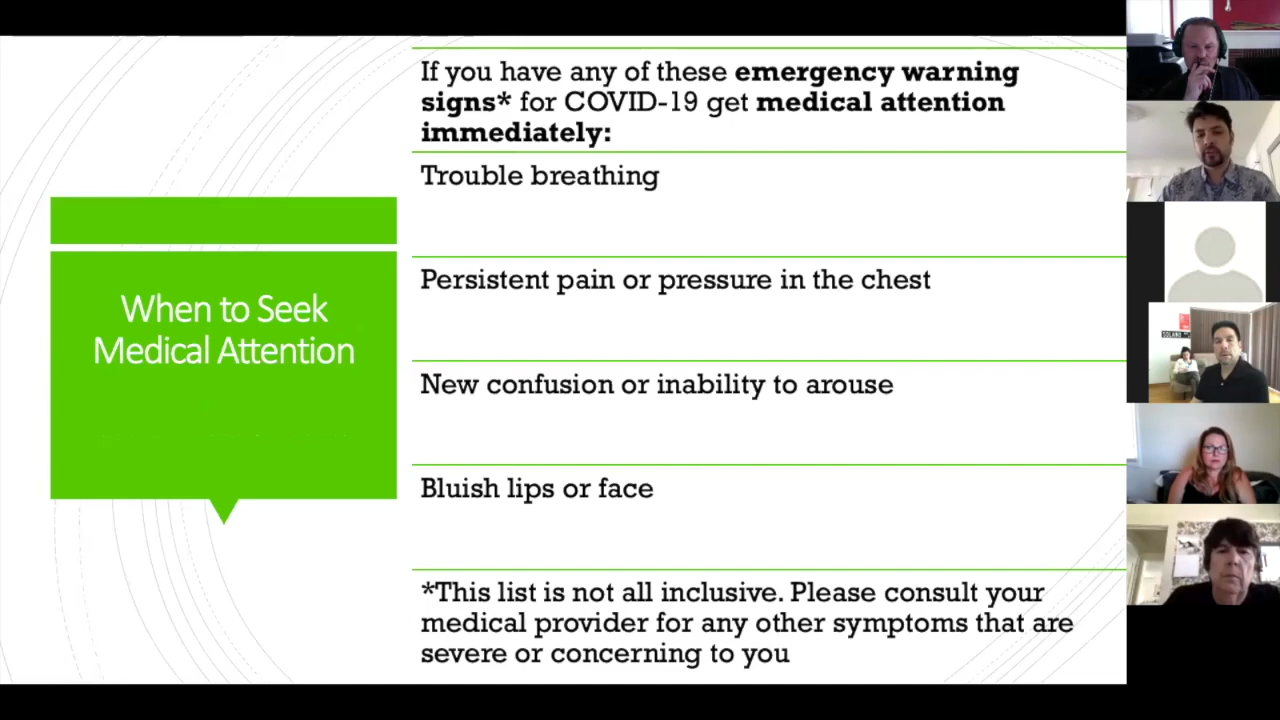 When to Seek
Medical Attention
If you have any of these emergency warning
signs* for COVID-19 get medical attention
immediately:
Trouble breathing
Persistent pain or pressure in the chest
New confusion or inability to arouse
Bluish lips or face
*This list is not all inclusive. Please consult your
medical provider for any other symptoms that are
severe or concerning to you